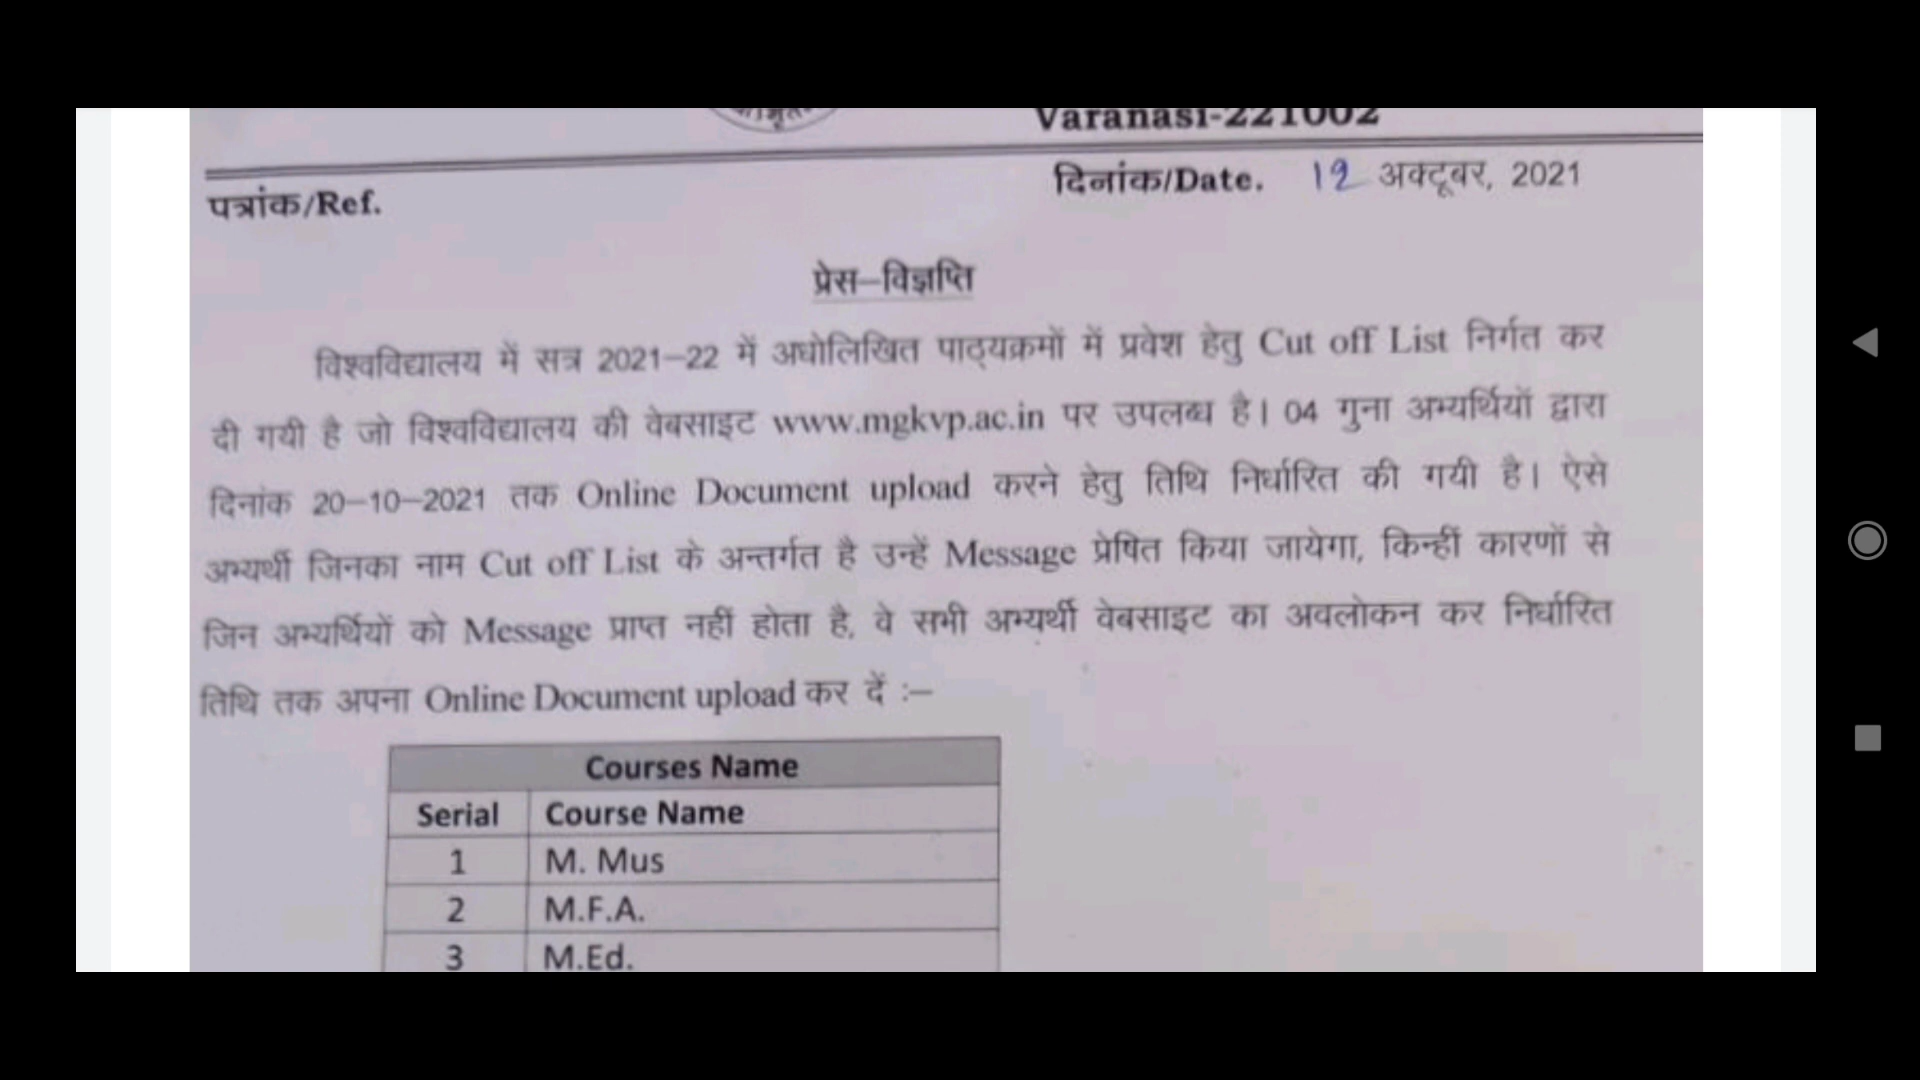 Varanasi-221002
पत्रांक/Ref.
दिनांक/Date. 12 अक्टूबर, 2021
प्रेस–विज्ञप्ति
विश्वविद्यालय में सत्र 2021–22 में अधोलिखित पाठ्यक्रमों में प्रवेश हेतु Cut off List निर्गत कर
दी गयी है जो विश्वविद्यालय की वेबसाइट www.mgkvp.ac.in पर उपलब्ध है। 04 गुना अभ्यर्थियों द्वारा
दिनांक 20–10–2021 तक Online Document upload करने हेतु तिथि निर्धारित की गयी है। ऐसे
अभ्यर्थी जिनका नाम Cut off List के अन्तर्गत है उन्हें Message प्रेषित किया जायेगा, किन्हीं कारणों से
जिन अभ्यर्थियों को Message प्राप्त नहीं होता है, वे सभी अभ्यर्थी वेबसाइट का अवलोकन कर निर्धारित
तिथि तक अपना Online Document upload कर दें :–
Courses Name
Serial Course Name
1 M. Mus
2 M.F.A.
3 M.Ed.